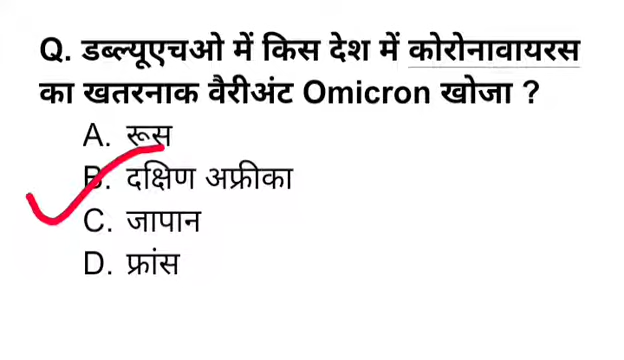 Q. डब्ल्यूएचओ में किस देश में कोरोनावायरस
का खतरनाक वैरीअंट Omicron खोजा ?
A. रूस
B. दक्षिण अफ्रीका
C. जापान
D. फ्रांस